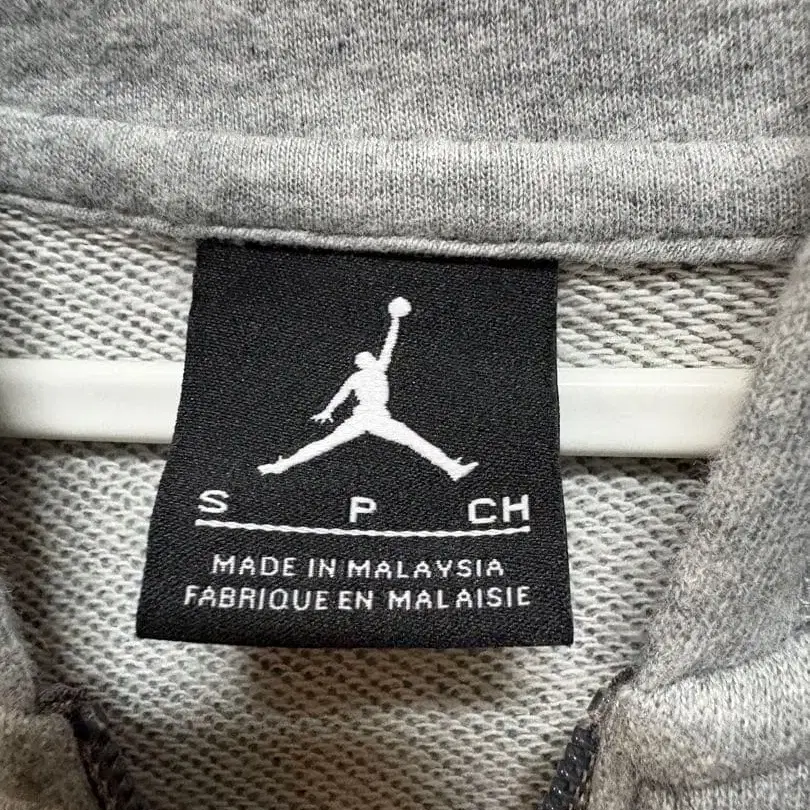 S P CH
MADE IN MALAYSIA
FABRIQUE EN MALAISIE